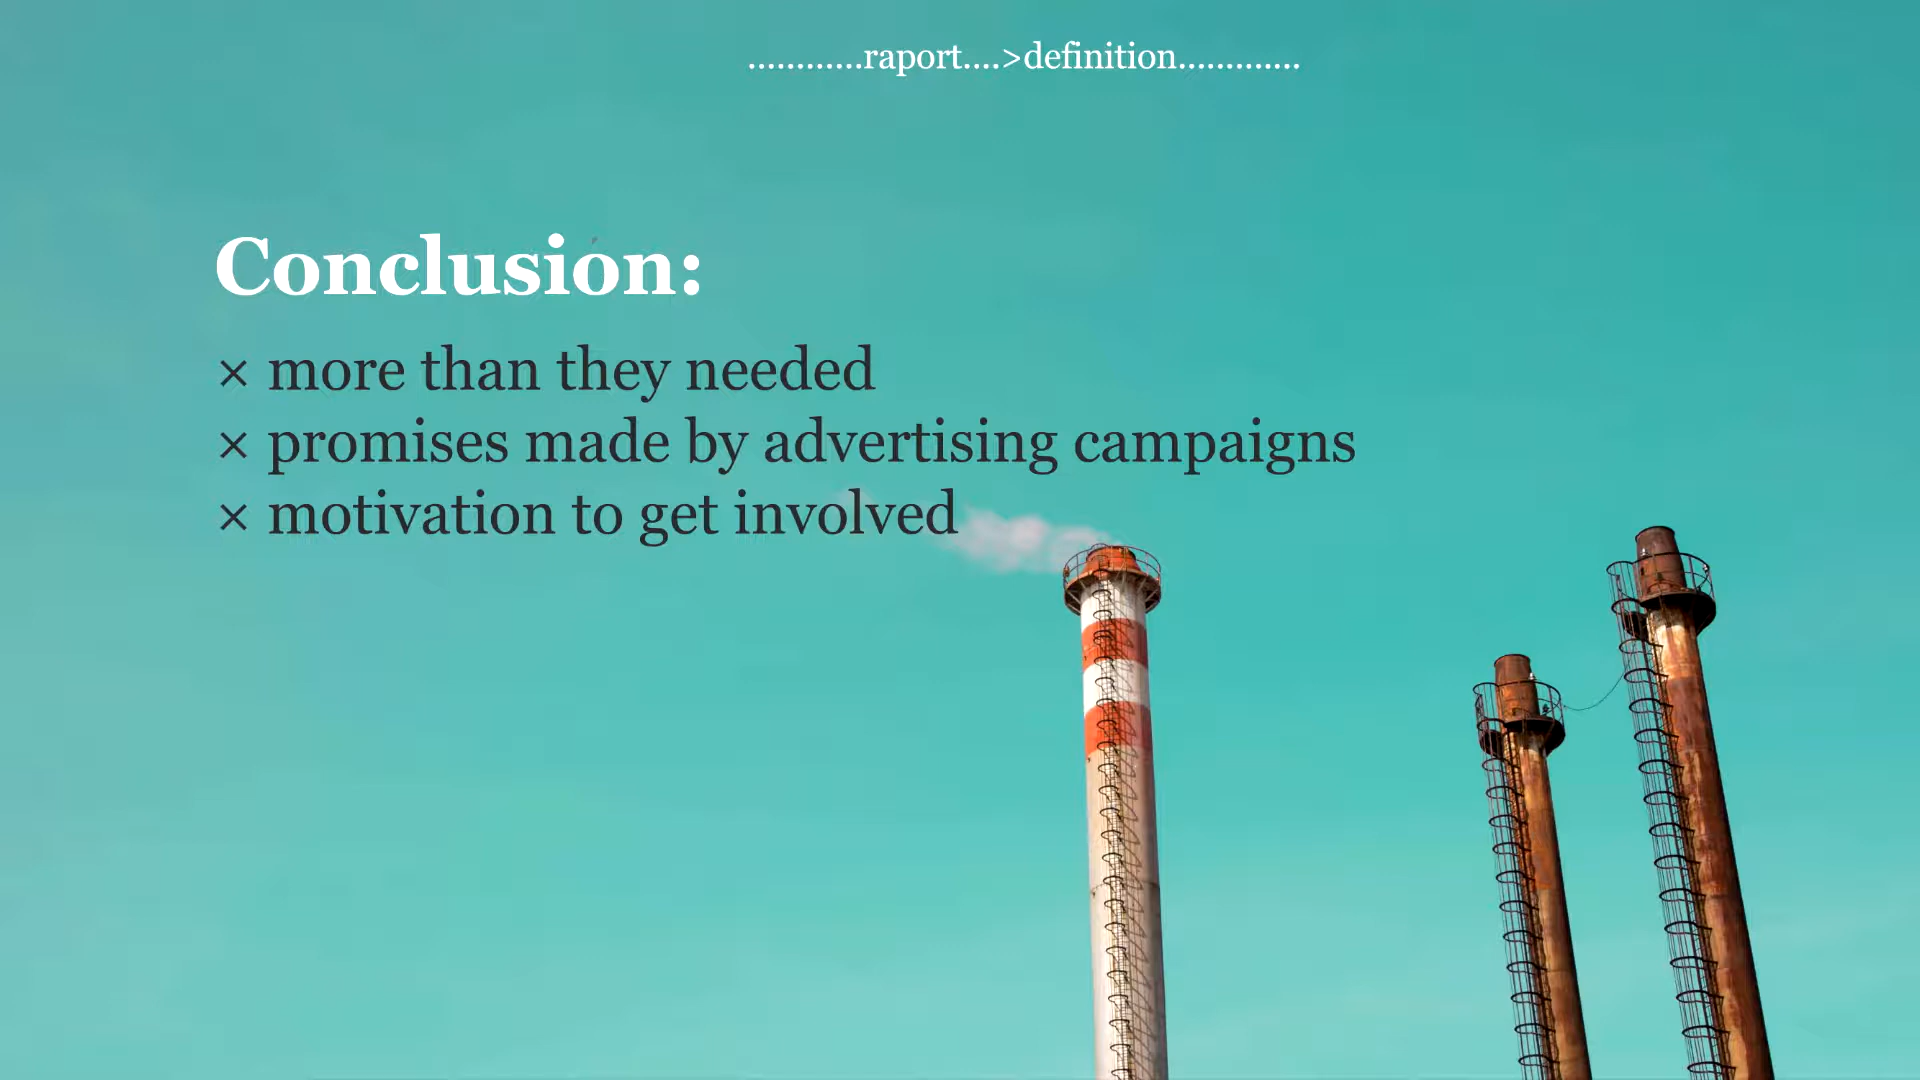 ............raport....>definition.............
Conclusion:
× more than they needed
× promises made by advertising campaigns
× motivation to get involved